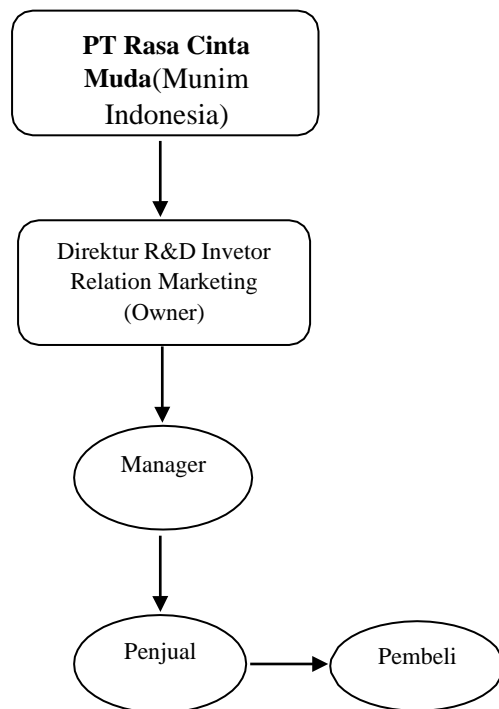 PT Rasa Cinta
Muda(Munim
Indonesia)
Direktur R&D Invetor
Relation Marketing
(Owner)
Manager
Penjual
Pembeli